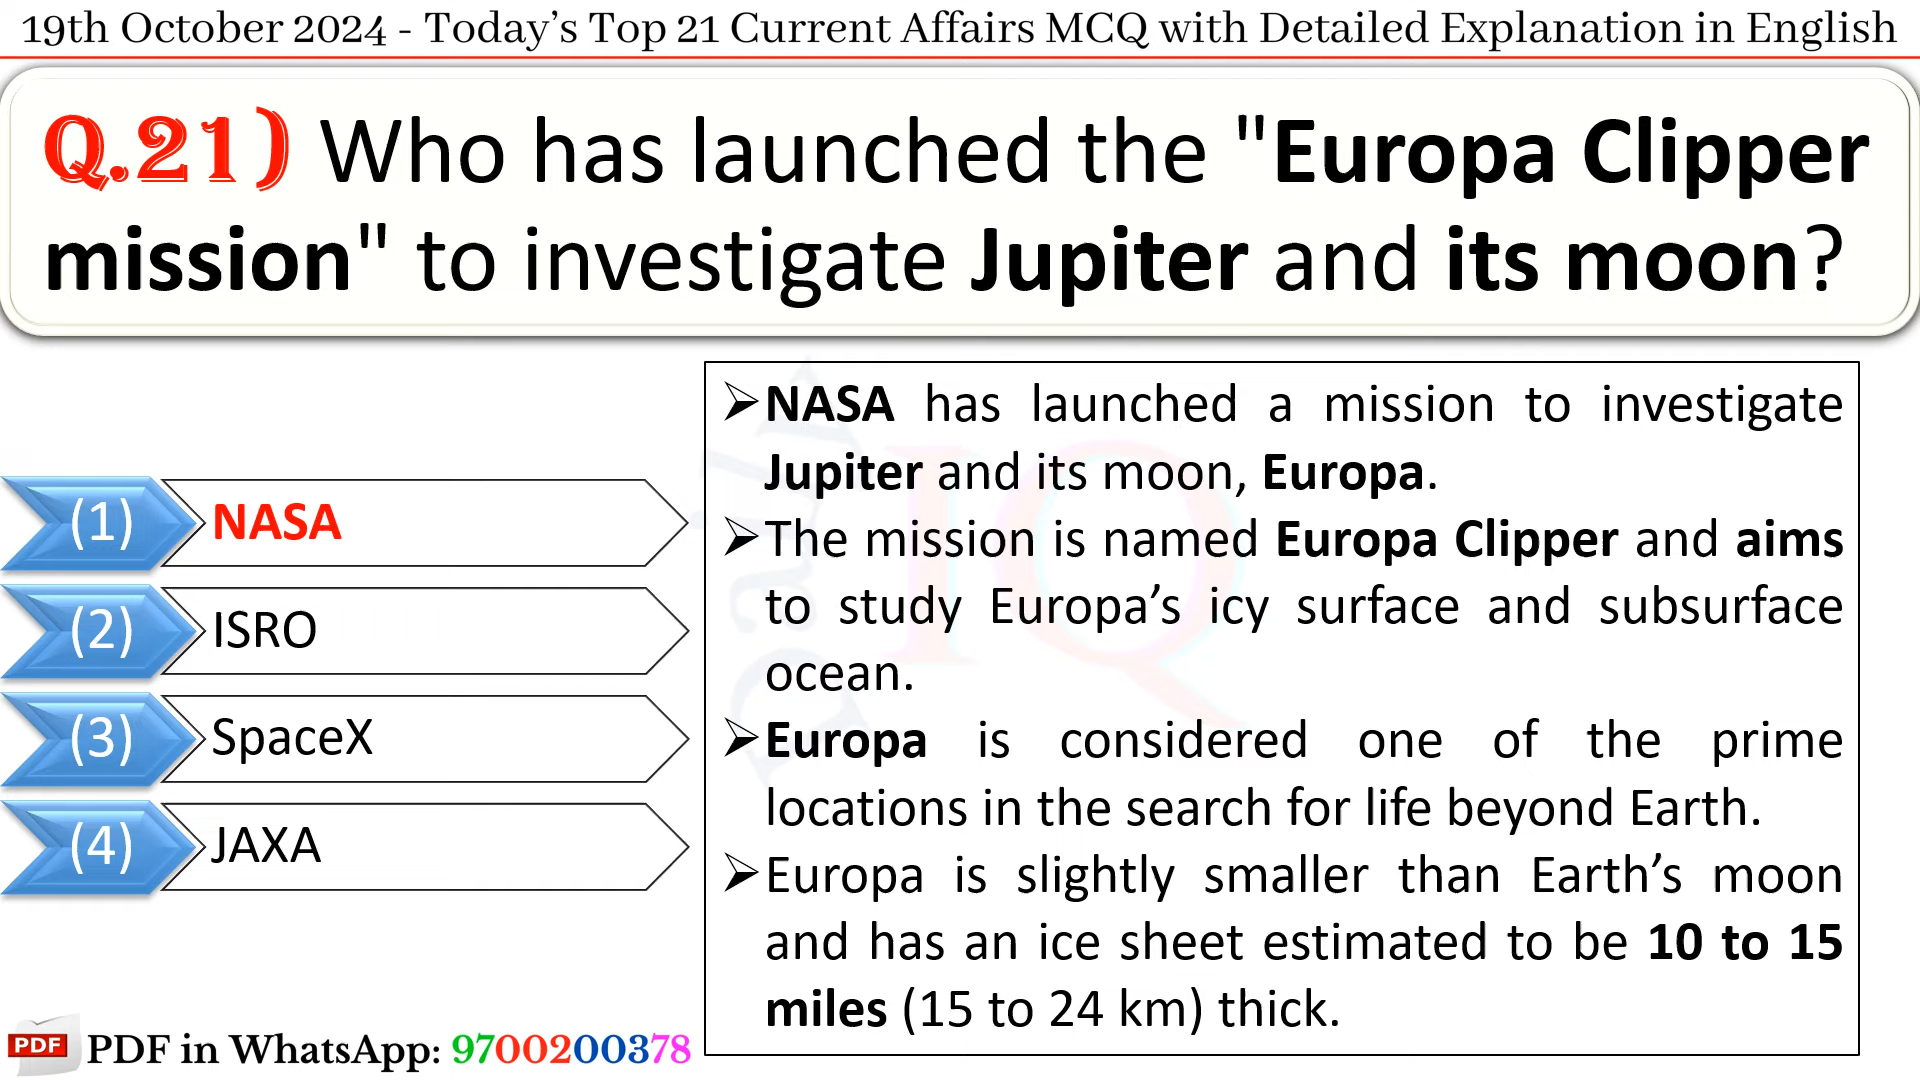 19th October 2024 - Today’s Top 21 Current Affairs MCQ with Detailed Explanation in English
Q.21) Who has launched the "Europa Clipper
mission" to investigate Jupiter and its moon?
(1) NASA
(2) ISRO
(3) SpaceX
(4) JAXA
➢NASA has launched a mission to investigate
Jupiter and its moon, Europa.
➢The mission is named Europa Clipper and aims
to study Europa’s icy surface and subsurface
ocean.
➢Europa is considered one of the prime
locations in the search for life beyond Earth.
➢Europa is slightly smaller than Earth’s moon
and has an ice sheet estimated to be 10 to 15
miles (15 to 24 km) thick.
Daily
IQ
PDF
PDF in WhatsApp: 9700200378